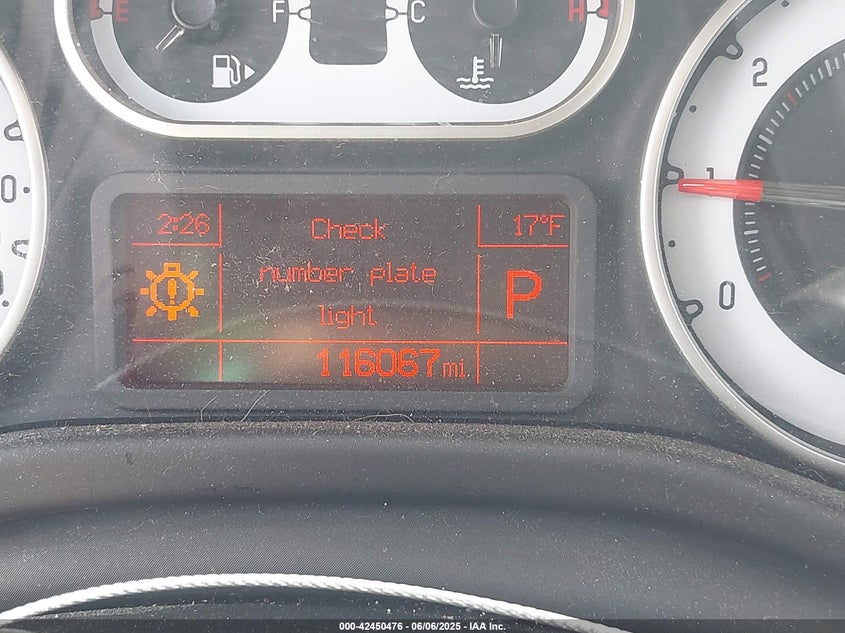 E F C H
2:26 Check 17°F
number plate
light
P
116067 mi
2
1
0
000-42450476 - 06/06/2025 - IAA Inc.